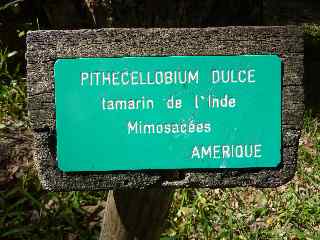 PITHECELLOBIUM DULCE
tamarin de l'Inde
Mimosacées
AMERIQUE